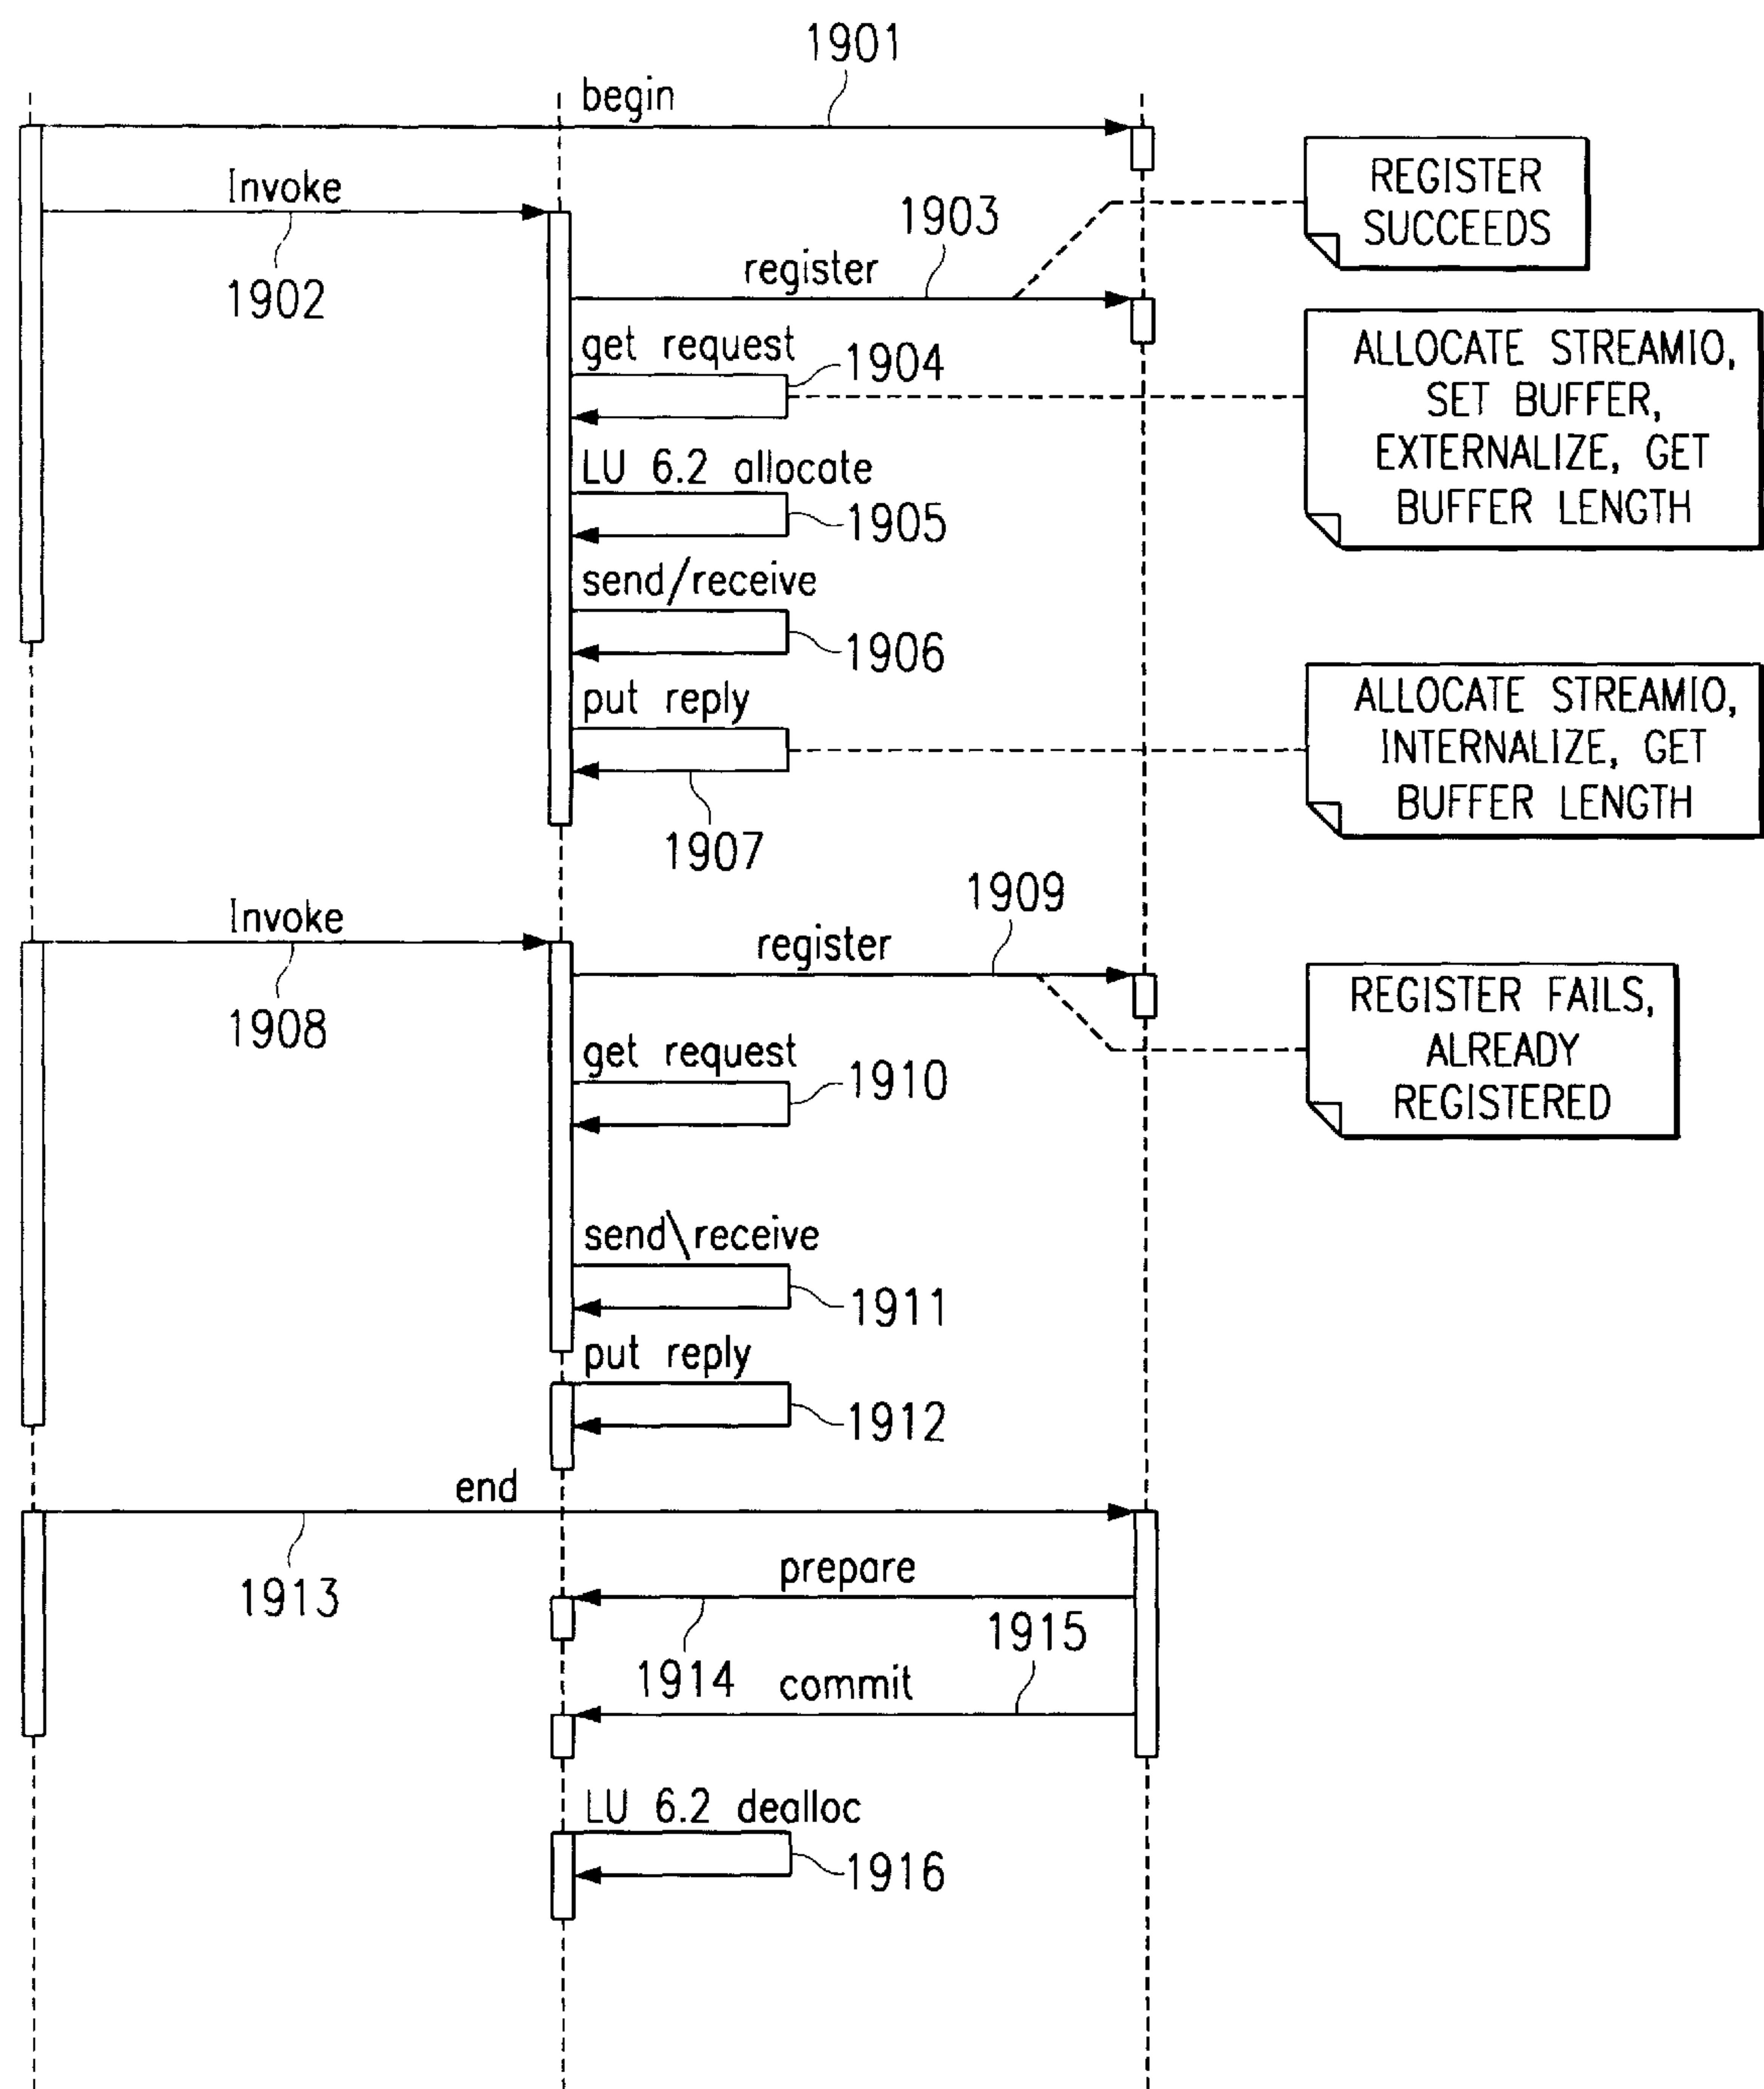 1901
begin
Invoke
1902
1903
register
REGISTER
SUCCEEDS
get request
1904
ALLOCATE STREAMIO,
SET BUFFER,
EXTERNALIZE, GET
BUFFER LENGTH
LU 6.2 allocate
1905
send/receive
1906
put reply
1907
ALLOCATE STREAMIO,
INTERNALIZE, GET
BUFFER LENGTH
Invoke
1908
1909
register
REGISTER FAILS,
ALREADY
REGISTERED
get request
1910
send\receive
1911
put reply
1912
end
1913
prepare
1914
1915
commit
LU 6.2 dealloc
1916